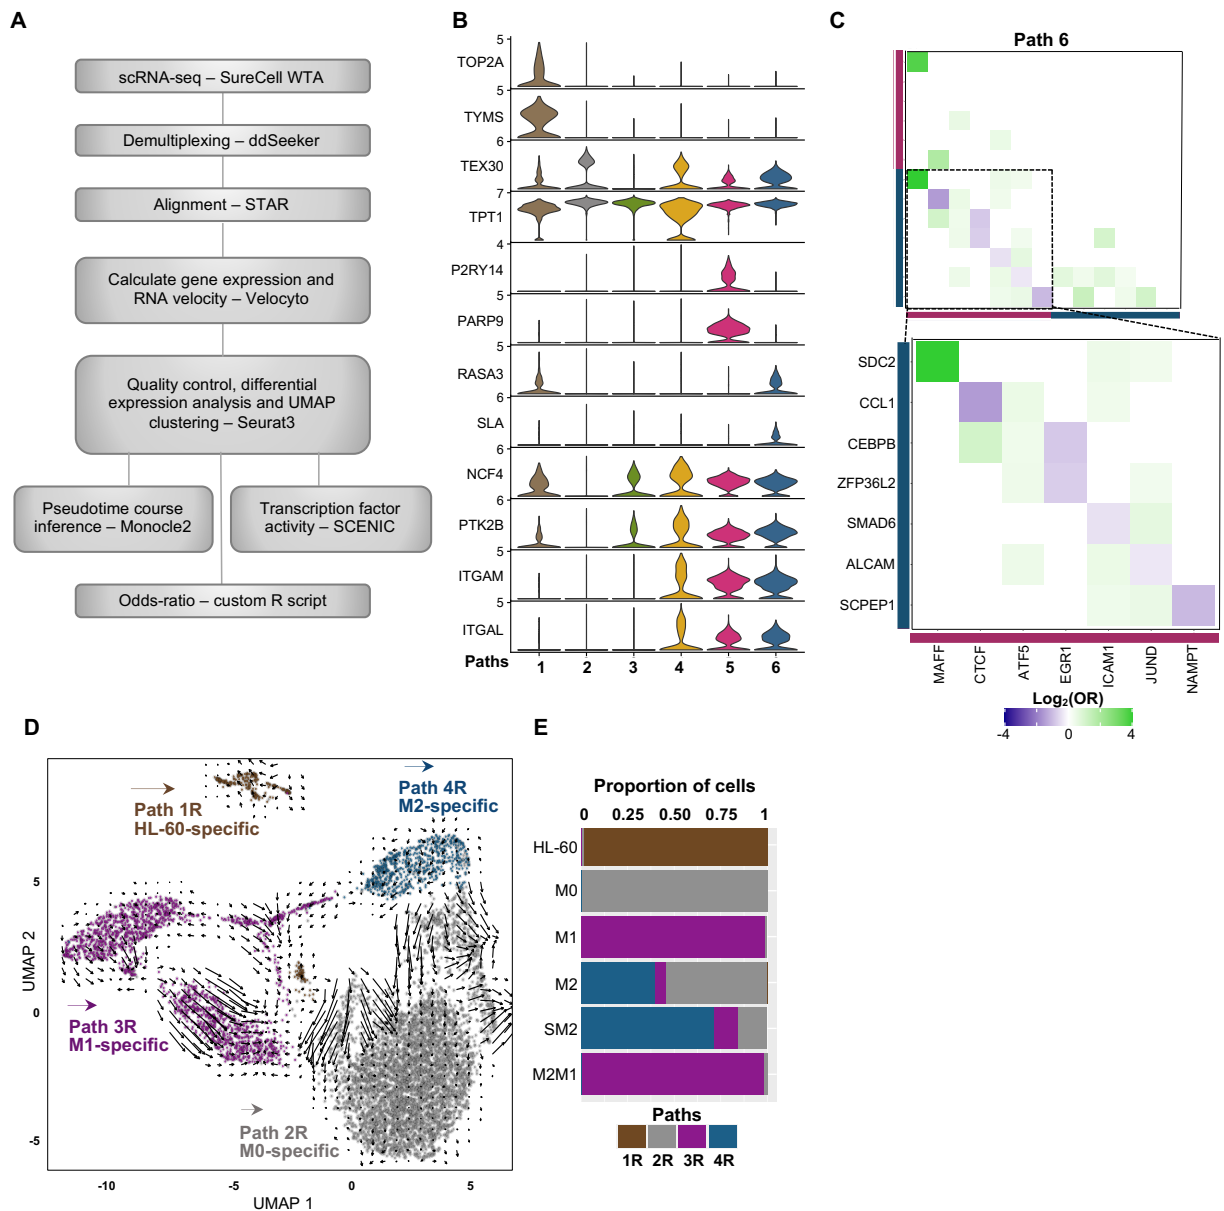 A
scRNA-seq – SureCell WTA
Demultiplexing – ddSeeker
Alignment – STAR
Calculate gene expression and
RNA velocity – Velocyto
Quality control, differential
expression analysis and UMAP
clustering – Seurat3
Pseudotime course
inference – Monocle2
Transcription factor
activity – SCENIC
Odds-ratio – custom R script
B
5
TOP2A
5
TYMS
6
TEX30
7
TPT1
4
P2RY14
5
PARP9
5
RASA3
6
SLA
6
NCF4
6
PTK2B
5
ITGAM
5
ITGAL
Paths 1 2 3 4 5 6
C
Path 6
SDC2
CCL1
CEBPB
ZFP36L2
SMAD6
ALCAM
SCPEP1
MAFF
CTCF
ATF5
EGR1
ICAM1
JUND
NAMPT
Log2(OR)
-4 0 4
D
Path 1R
HL-60-specific
Path 4R
M2-specific
Path 3R
M1-specific
Path 2R
M0-specific
UMAP 2
5
0
-5
-10 -5 0 5
UMAP 1
E
Proportion of cells
0 0.25 0.50 0.75 1
HL-60
M0
M1
M2
SM2
M2M1
Paths
1R 2R 3R 4R